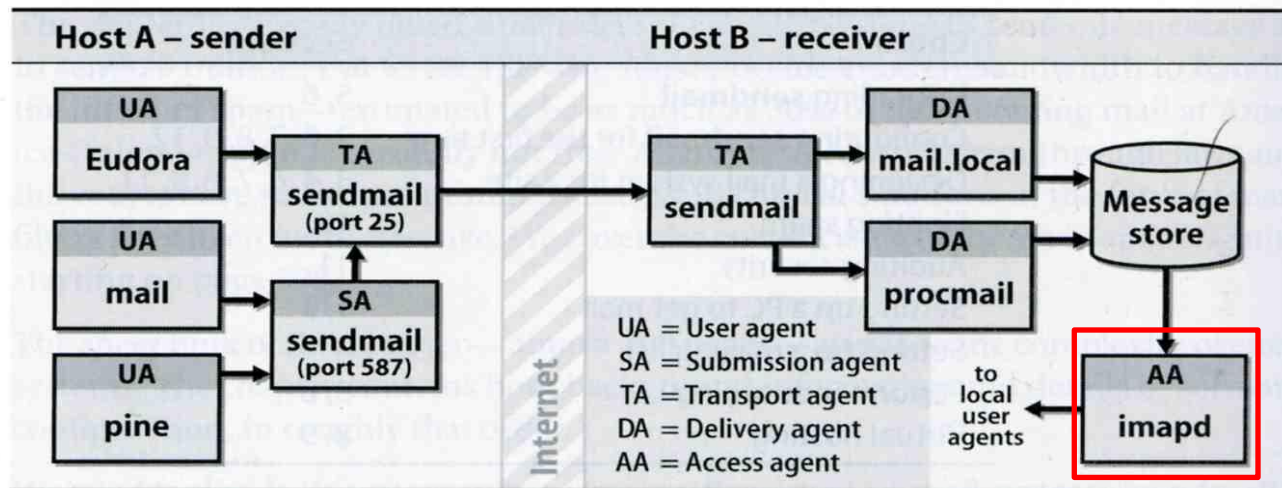 Host A – sender
Host B – receiver
UA
Eudora
UA
mail
UA
pine
TA
sendmail
(port 25)
SA
sendmail
(port 587)
Internet
TA
sendmail
DA
mail.local
DA
procmail
Message
store
UA = User agent
SA = Submission agent
TA = Transport agent
DA = Delivery agent
AA = Access agent
to
local
user
agents
AA
imapd